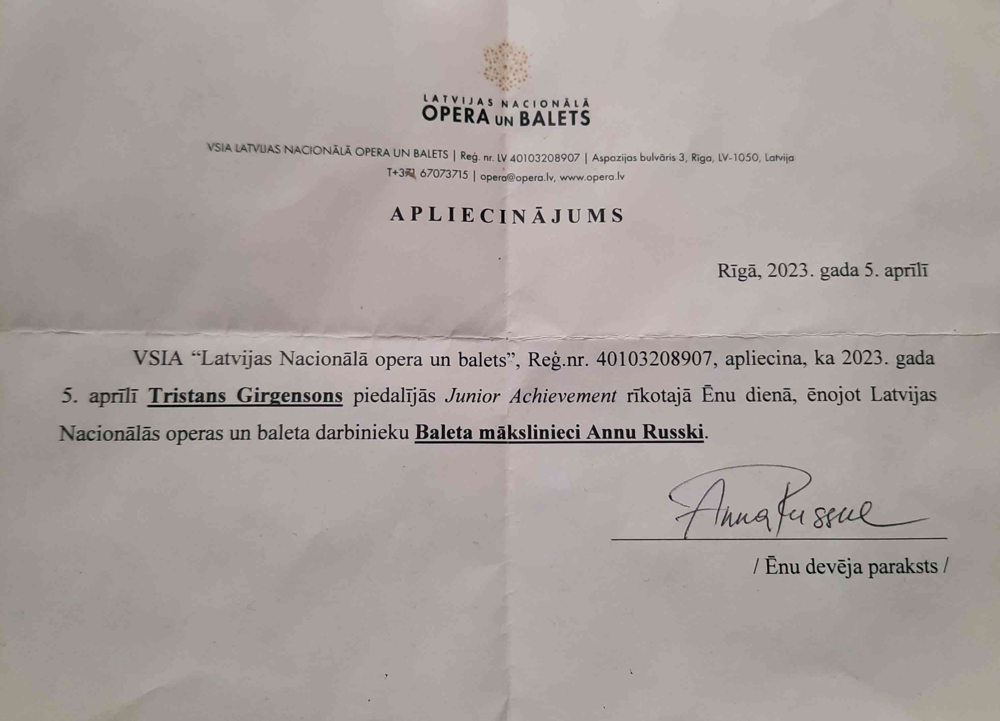 LATVIJAS NACIONĀLĀ
OPERA UN BALETS
VSIA LATVIJAS NACIONĀLĀ OPERA UN BALETS | Reģ. nr. LV 40103208907 | Aspazijas bulvāris 3, Rīga, LV-1050, Latvija
T+371 67073715 | opera@opera.lv, www.opera.lv
APLIECINĀJUMS
Rīgā, 2023. gada 5. aprīlī
VSIA “Latvijas Nacionālā opera un balets”, Reģ.nr. 40103208907, apliecina, ka 2023. gada
5. aprīlī Tristans Girgensons piedalījās Junior Achievement rīkotajā Ēnu dienā, ēnojot Latvijas
Nacionālās operas un baleta darbinieku Baleta mākslinieci Annu Russki.
Anna Russki
/ Ēnu devēja paraksts /